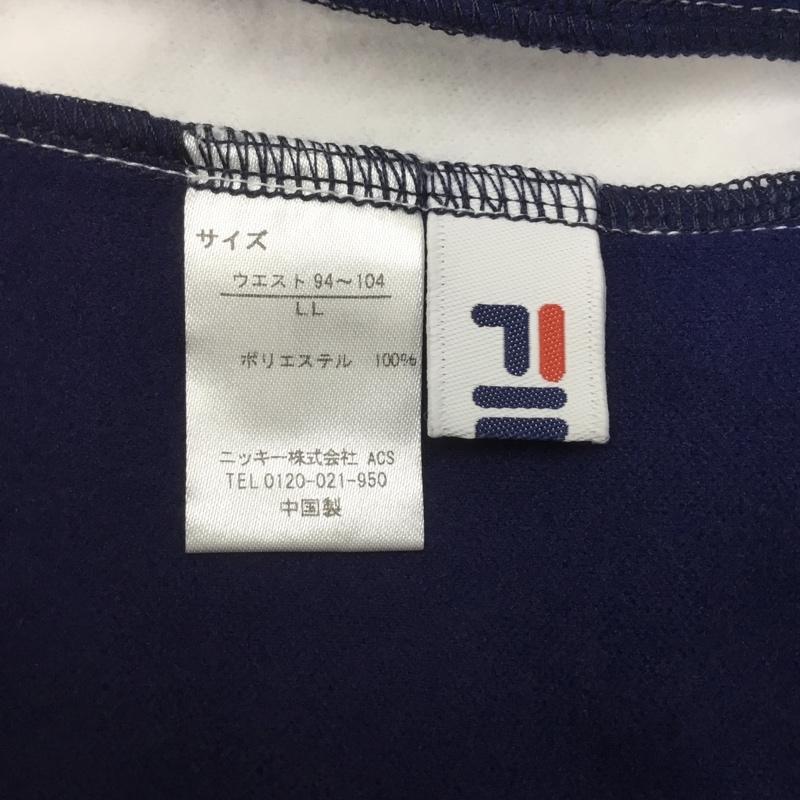 サイズ
ウエスト 94～104
LL
ポリエステル 100%
ニッキー株式会社 ACS
TEL 0120-021-950
中国製